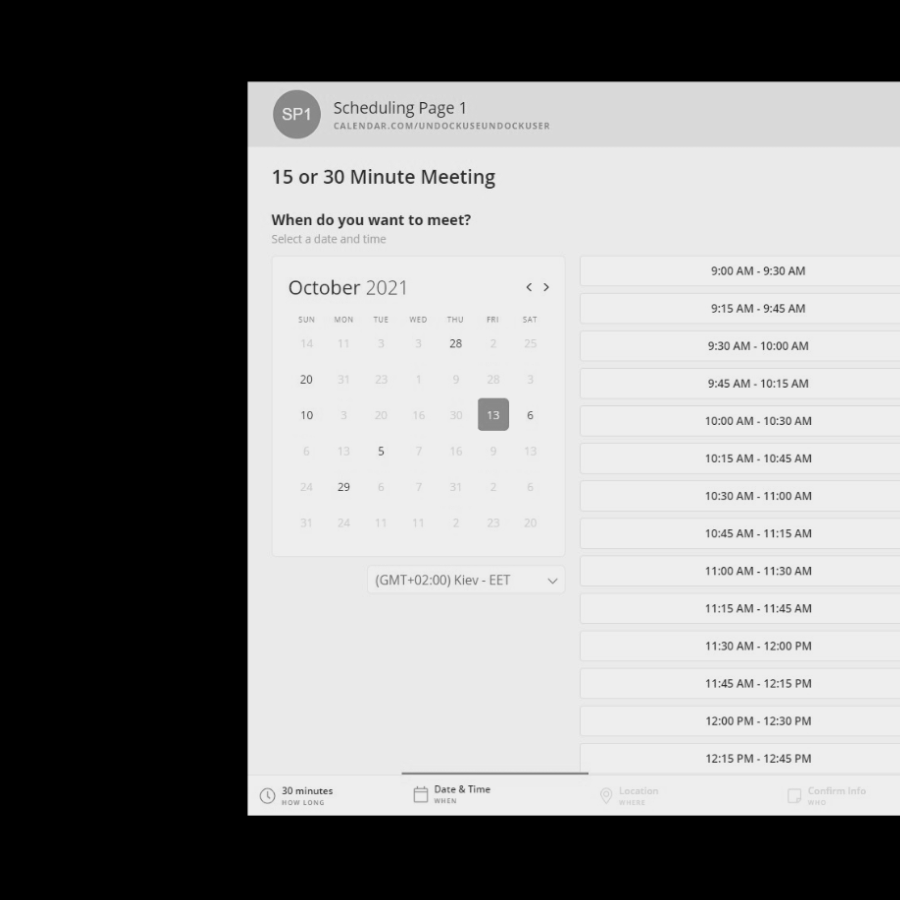 SP1
Scheduling Page 1
CALENDAR.COM/UNDOCKUSEUNDOCKUSER
15 or 30 Minute Meeting
When do you want to meet?
Select a date and time
October 2021
< >
SUN MON TUE WED THU FRI SAT
14 11 3 3 28 2 25
20 31 23 1 9 28 3
10 3 20 16 30 13 6
6 13 5 7 16 9 13
24 29 6 7 31 2 6
31 24 11 11 2 23 20
(GMT+02:00) Kiev - EET
9:00 AM - 9:30 AM
9:15 AM - 9:45 AM
9:30 AM - 10:00 AM
9:45 AM - 10:15 AM
10:00 AM - 10:30 AM
10:15 AM - 10:45 AM
10:30 AM - 11:00 AM
10:45 AM - 11:15 AM
11:00 AM - 11:30 AM
11:15 AM - 11:45 AM
11:30 AM - 12:00 PM
11:45 AM - 12:15 PM
12:00 PM - 12:30 PM
12:15 PM - 12:45 PM
30 minutes
HOW LONG
Date & Time
WHEN
Location
WHERE
Confirm Info
WHO